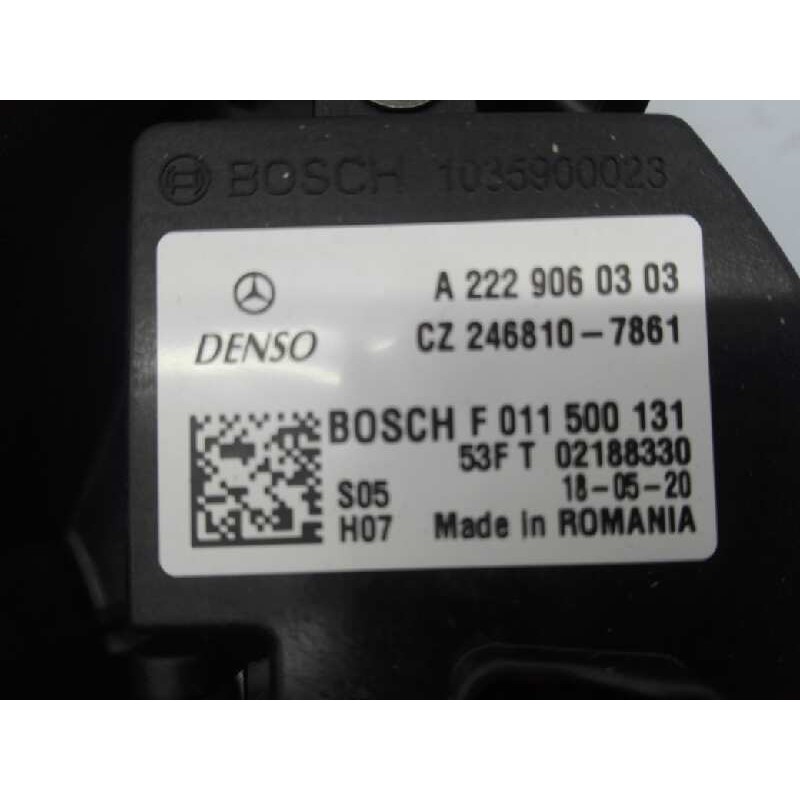 BOSCH 1035900023
A 222 906 03 03
DENSO CZ 246810-7861
BOSCH F 011 500 131
53F T 02188330
S05 18-05-20
H07 Made in ROMANIA